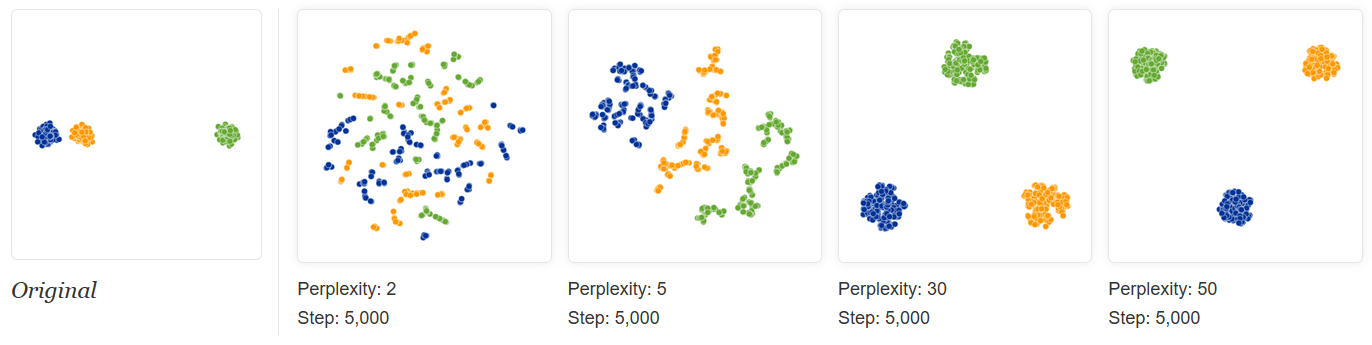 Original
Perplexity: 2
Step: 5,000
Perplexity: 5
Step: 5,000
Perplexity: 30
Step: 5,000
Perplexity: 50
Step: 5,000